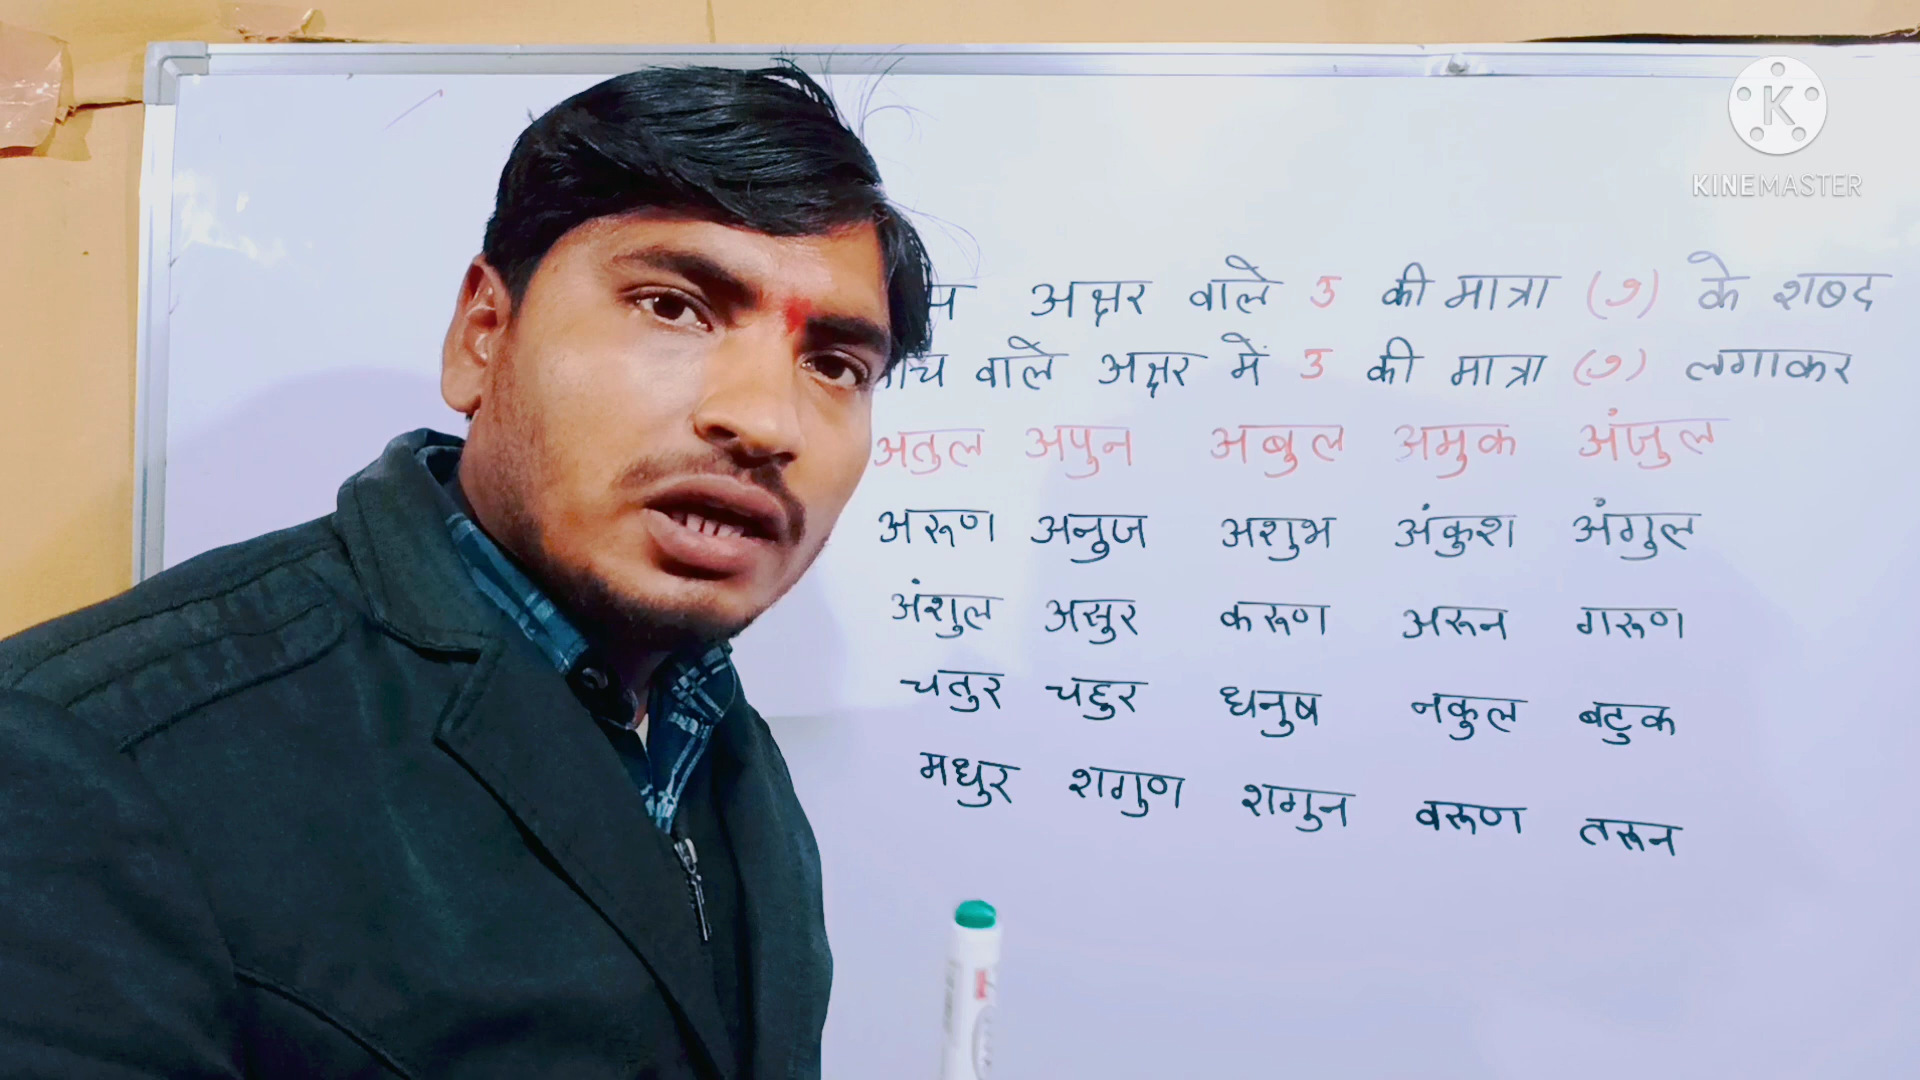 KINEMASTER
अक्षर वाले उ की मात्रा (ु) के शब्द
वाले अक्षर में उ की मात्रा (ु) लगाकर
अतुल अपुन अबुल अमुक अंजुल
अरूण अनुज अशुभ अंकुश अंगुल
अंशुल असुर करूण अरून गरूण
चतुर चहुर धनुष नकुल बटुक
मधुर शगुण शगुन वरूण तरून